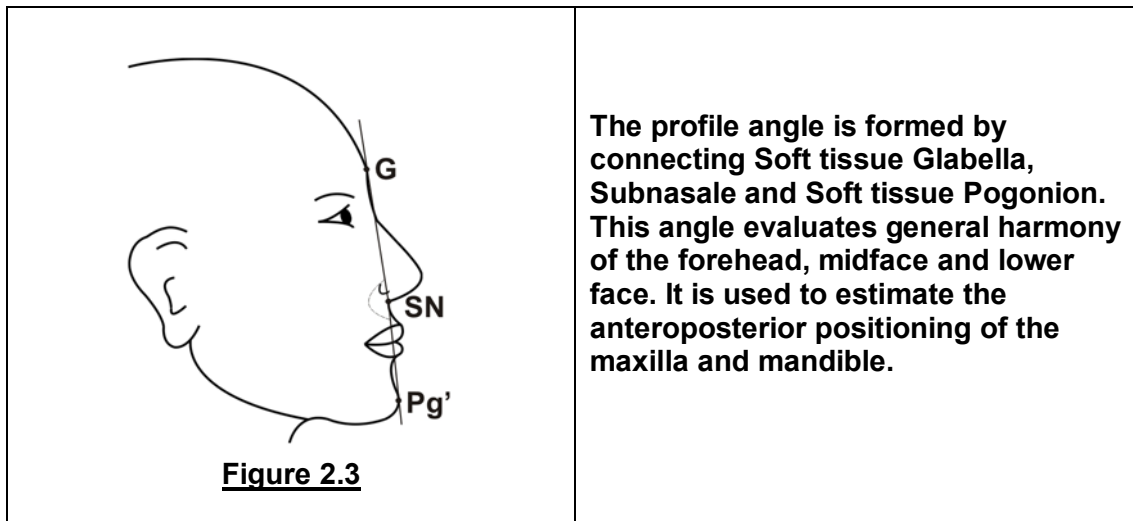 G
SN
Pg’
Figure 2.3
The profile angle is formed by
connecting Soft tissue Glabella,
Subnasale and Soft tissue Pogonion.
This angle evaluates general harmony
of the forehead, midface and lower
face. It is used to estimate the
anteroposterior positioning of the
maxilla and mandible.